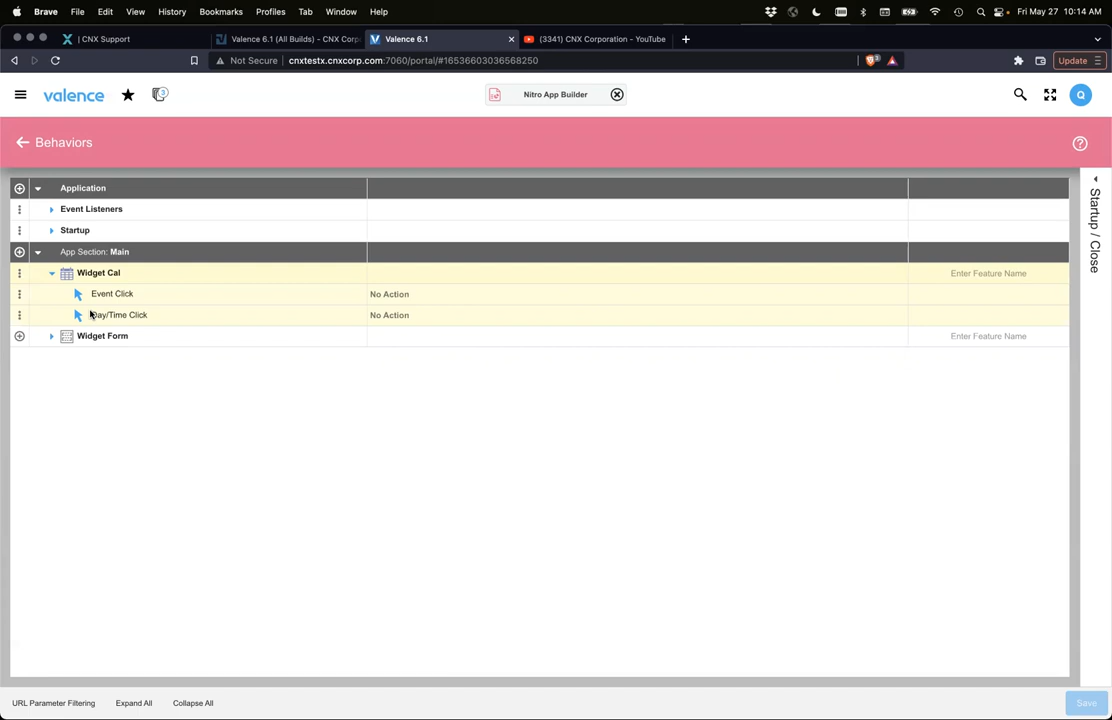 Brave File Edit View History Bookmarks Profiles Tab Window Help Fri May 27 10:14 AM
| CNX Support Valence 6.1 (All Builds) - CNX Corp Valence 6.1 (3341) CNX Corporation - YouTube
Not Secure cnxtestx.cnxcorp.com:7060/portal/#16536603036568250 Update
valence 3 Nitro App Builder Q
Behaviors
Application
Event Listeners
Startup
App Section: Main
Widget Cal Enter Feature Name
Event Click No Action
Day/Time Click No Action
Widget Form Enter Feature Name
Startup / Close
URL Parameter Filtering Expand All Collapse All Save